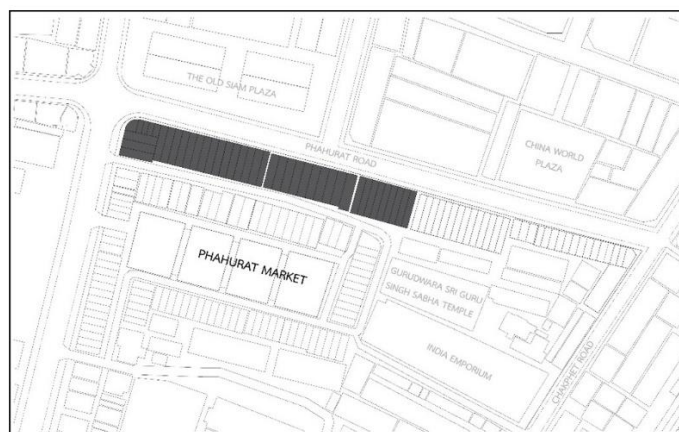 THE OLD SIAM PLAZA
PHAHURAT ROAD
CHINA WORLD
PLAZA
PHAHURAT MARKET
GURUDWARA SRI GURU
SINGH SABHA TEMPLE
INDIA EMPORIUM
CHAKPHET ROAD